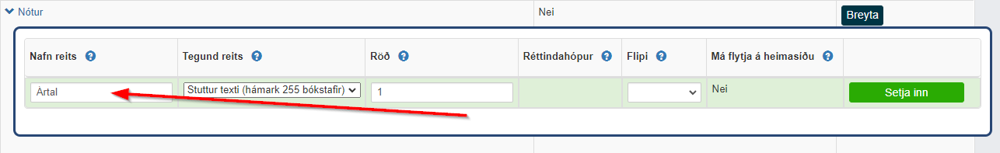 Nótur Nei Breyta
Nafn reits Tegund reits Röð Réttindahópur Flipi Má flytja á heimasíðu
Ártal Stuttur texti (hámark 255 bókstafir) 1 Nei Setja inn